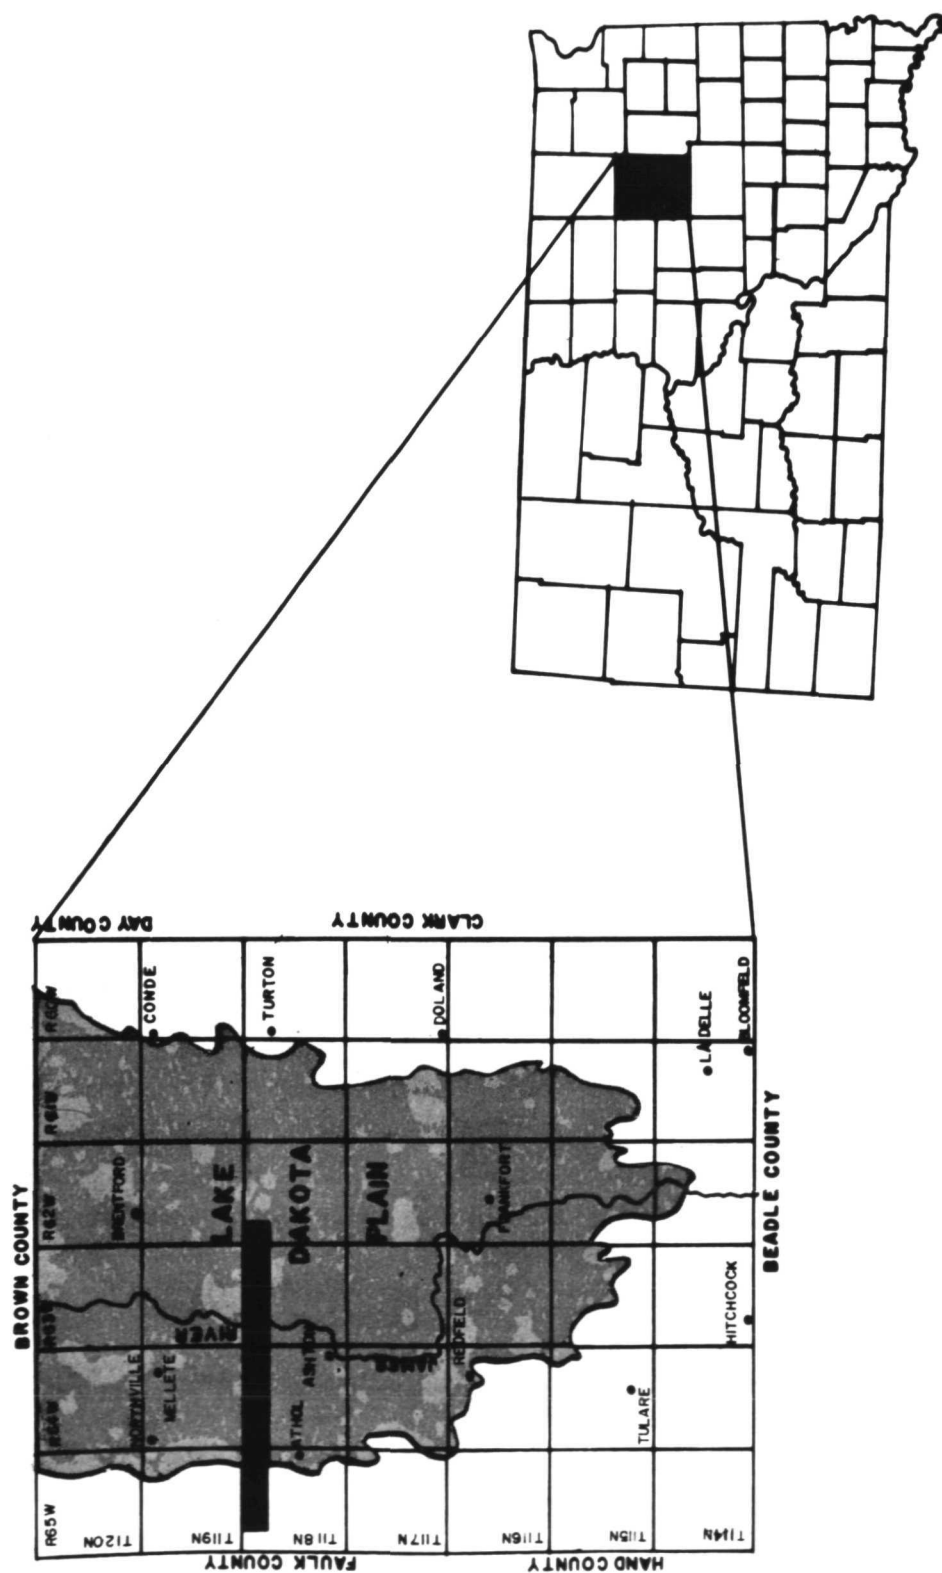 BROWN COUNTY
R65W
R64W
R63W
R62W
R61W
R60W
DAY COUNTY
T120N
NORTHVILLE
MELLETE
BRENTFORD
CONDE
T119N
RIVER
LAKE
FAULK COUNTY
T118N
ATHOL
ASHTON
DAKOTA
TURTON
CLARK COUNTY
T117N
JAMES
PLAIN
DOLAND
REDFIELD
T116N
FRANKFORT
HAND COUNTY
T115N
TULARE
T114N
HITCHCOCK
LADELLE
BLOOMFIELD
BEADLE COUNTY